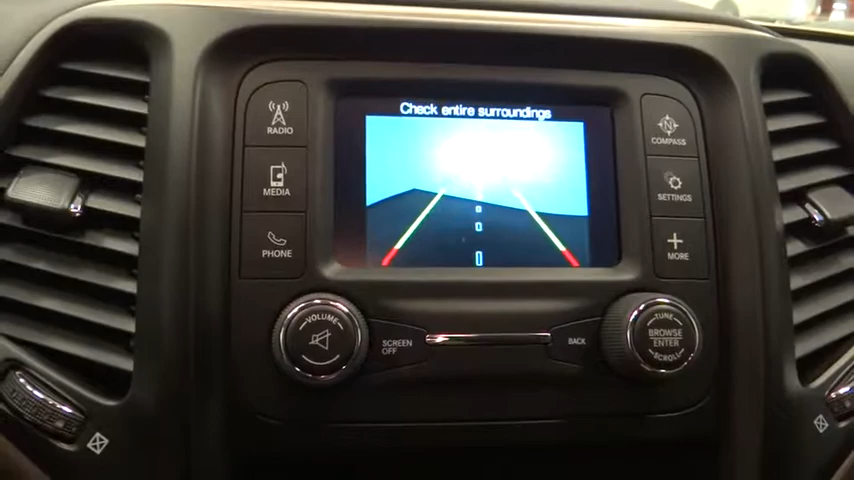 Check entire surroundings
RADIO
N
COMPASS
MEDIA
SETTINGS
PHONE
MORE
VOLUME
SCREEN
OFF
BACK
TUNE
BROWSE
ENTER
SCROLL